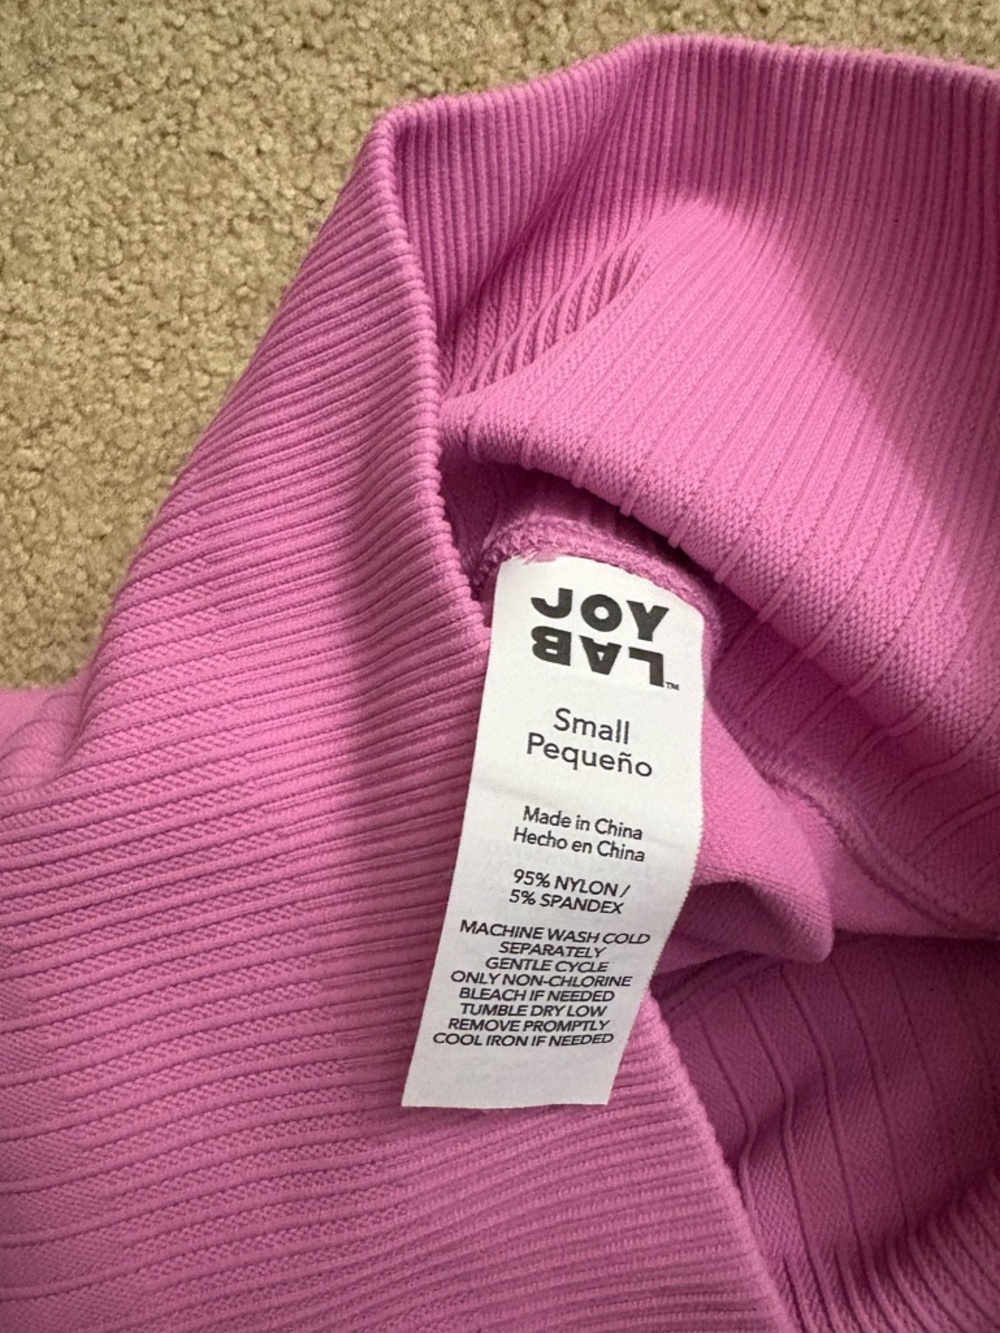 JOY
LAB™
Small
Pequeño
Made in China
Hecho en China
95% NYLON /
5% SPANDEX
MACHINE WASH COLD
SEPARATELY
GENTLE CYCLE
ONLY NON-CHLORINE
BLEACH IF NEEDED
TUMBLE DRY LOW
REMOVE PROMPTLY
COOL IRON IF NEEDED